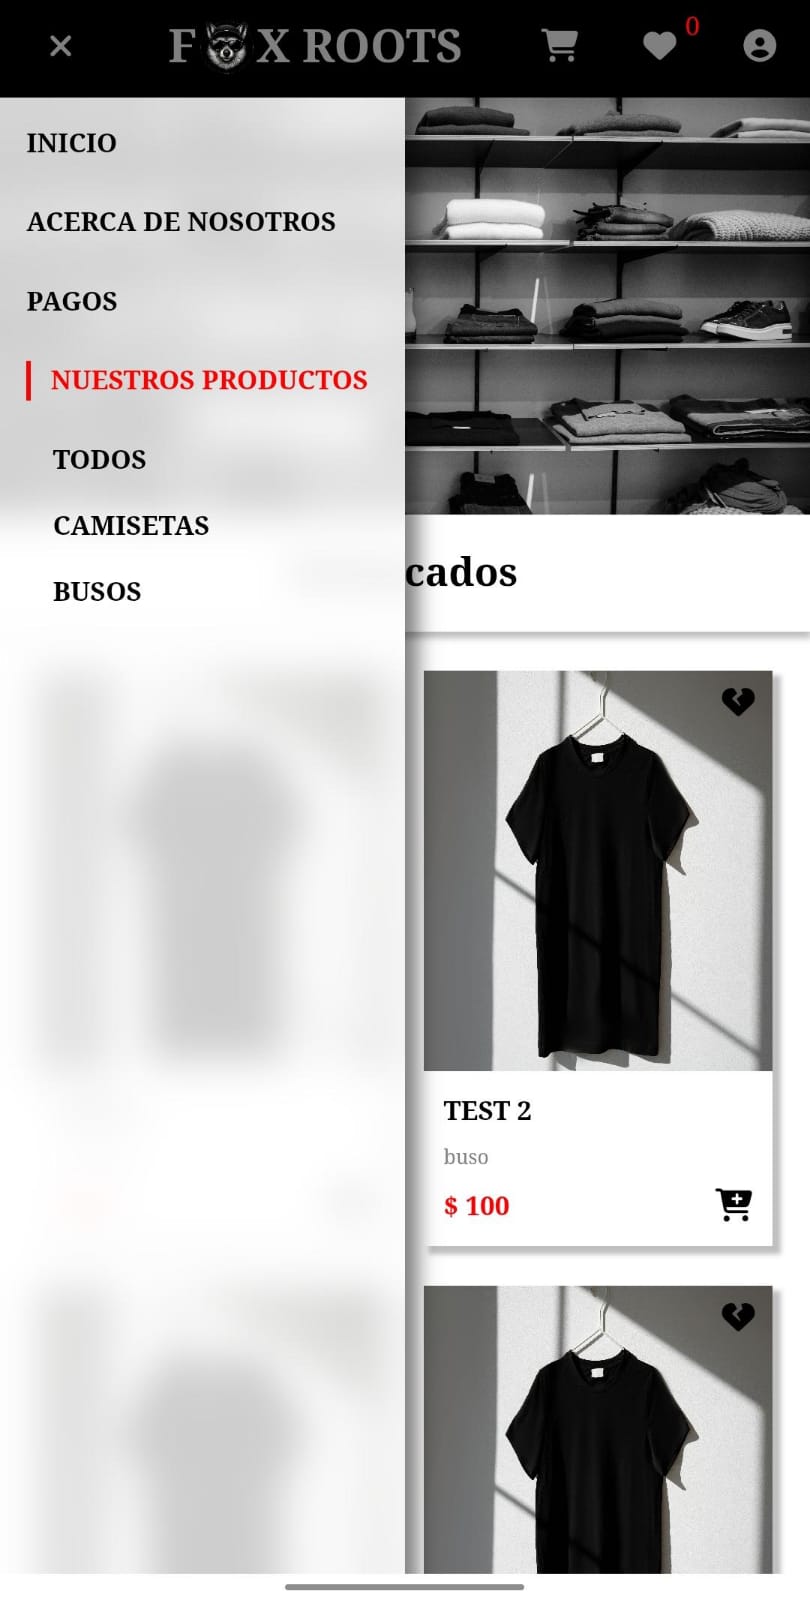 F X ROOTS
0
INICIO
ACERCA DE NOSOTROS
PAGOS
NUESTROS PRODUCTOS
TODOS
CAMISETAS
BUSOS
cados
TEST 2
buso
$ 100